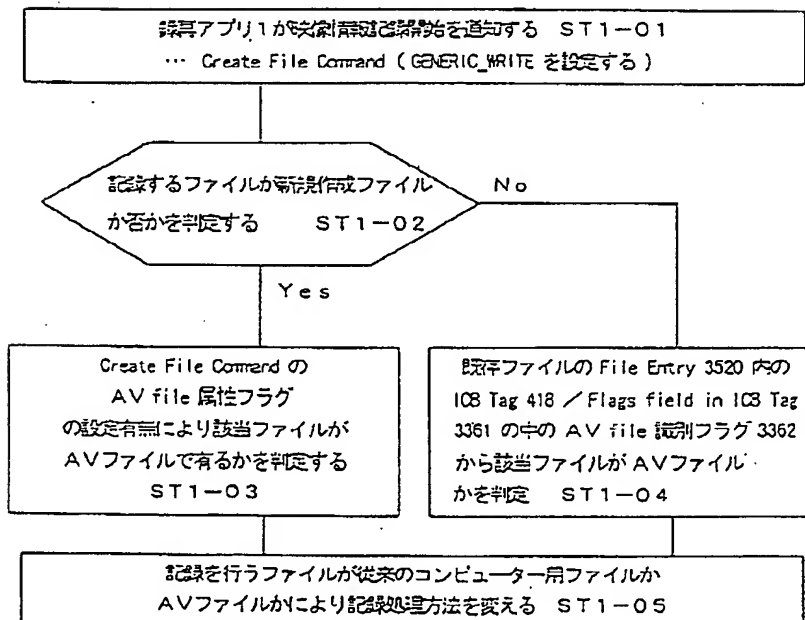 録再アプリ1が映像情報記録開始を通知する ST1-01
… Create File Command ( GENERIC_WRITE を設定する )
記録するファイルが新規作成ファイル
か否かを判定する ST1-02
No
Yes
Create File Command の
AV file 属性フラグ
の設定有無により該当ファイルが
AVファイルで有るかを判定する
ST1-03
既存ファイルの File Entry 3520 内の
ICB Tag 418 / Flags field in ICB Tag
3361 の中の AV file 識別フラグ 3362
から該当ファイルがAVファイル
かを判定 ST1-04
記録を行うファイルが従来のコンピューター用ファイルか
AVファイルかにより記録処理方法を変える ST1-05